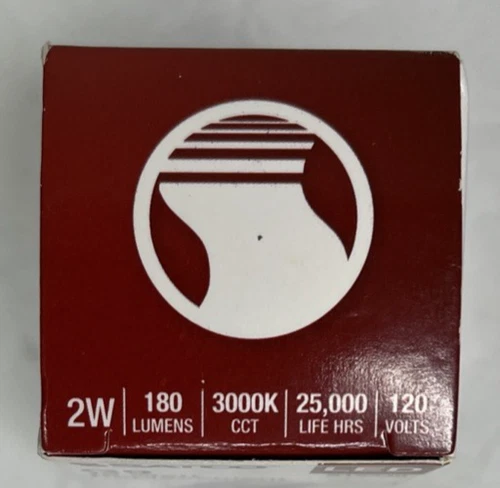 2W | 180 LUMENS | 3000K CCT | 25,000 LIFE HRS | 120 VOLTS